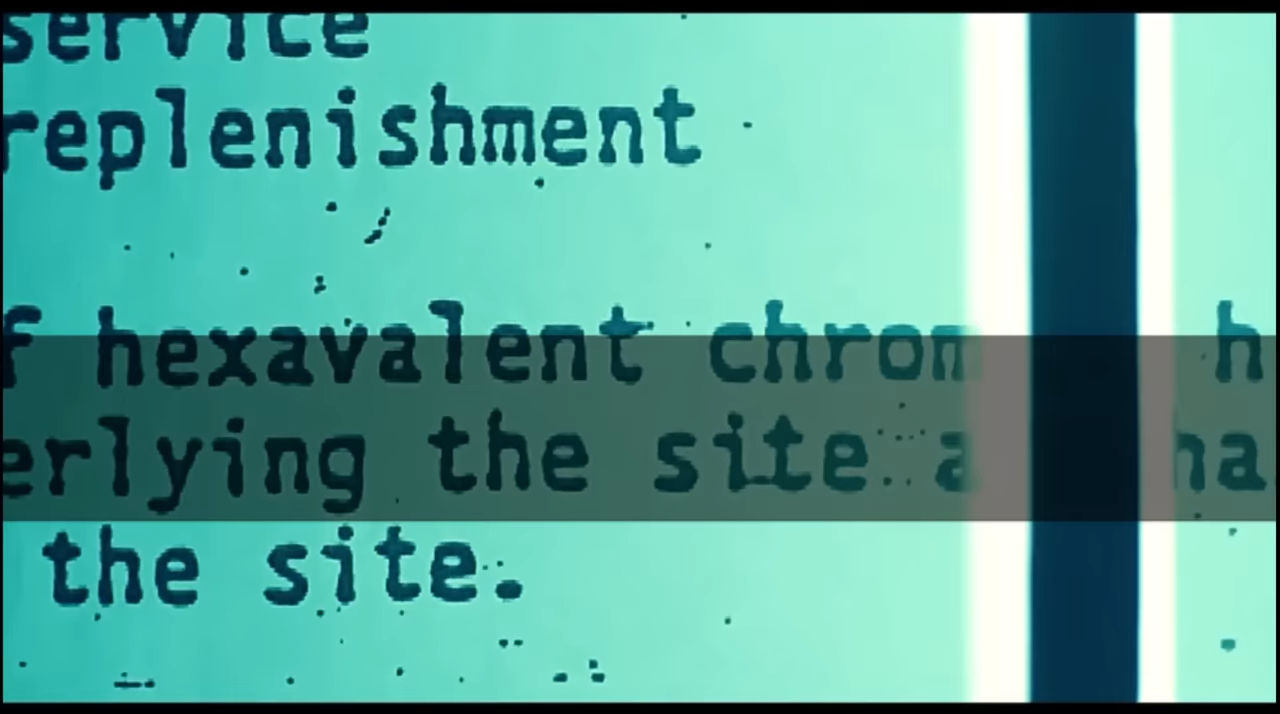 service
replenishment
f hexavalent chrom h
erlying the site a ha
the site.